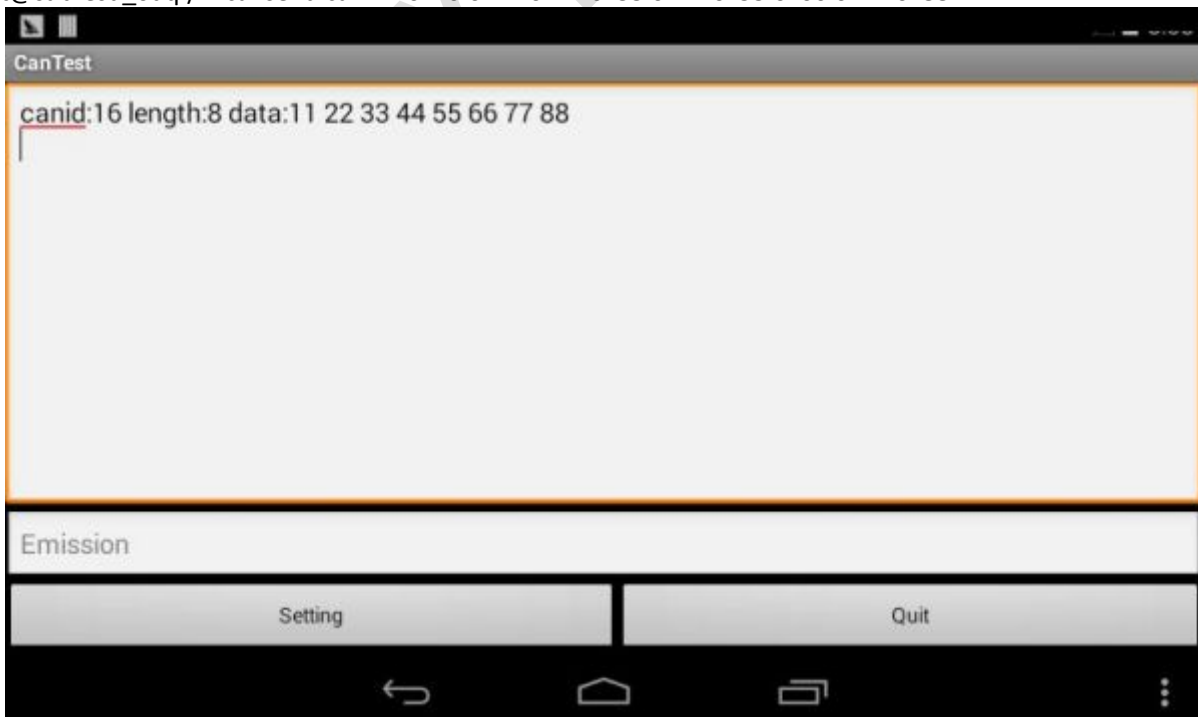 CanTest
canid:16 length:8 data:11 22 33 44 55 66 77 88
Emission
Setting
Quit